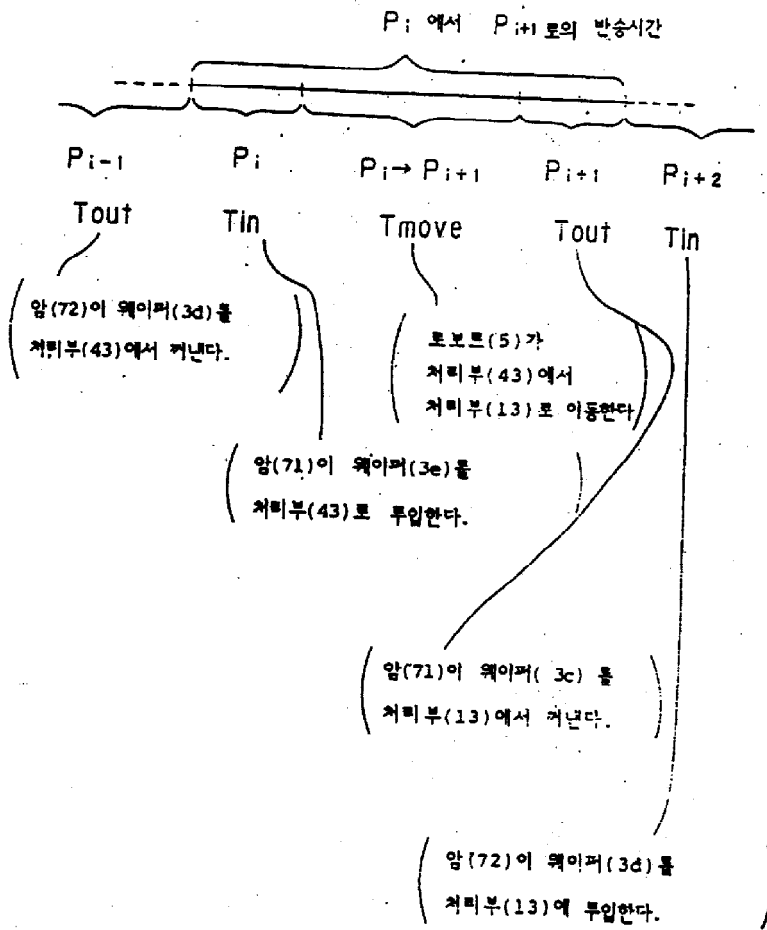 Pi 에서 Pi+1 로의 반송시간
Pi-1 Pi Pi→ Pi+1 Pi+1 Pi+2
Tout Tin Tmove Tout Tin
암(72)이 웨이퍼(3d)를
처리부(43)에서 꺼낸다.
로보트(5)가
처리부(43)에서
처리부(13)로 이동한다
암(71)이 웨이퍼(3e)를
처리부(43)로 투입한다.
암(71)이 웨이퍼( 3c) 를
처리부(13)에서 꺼낸다.
암(72)이 웨이퍼(3d)를
처리부(13)에 투입한다.